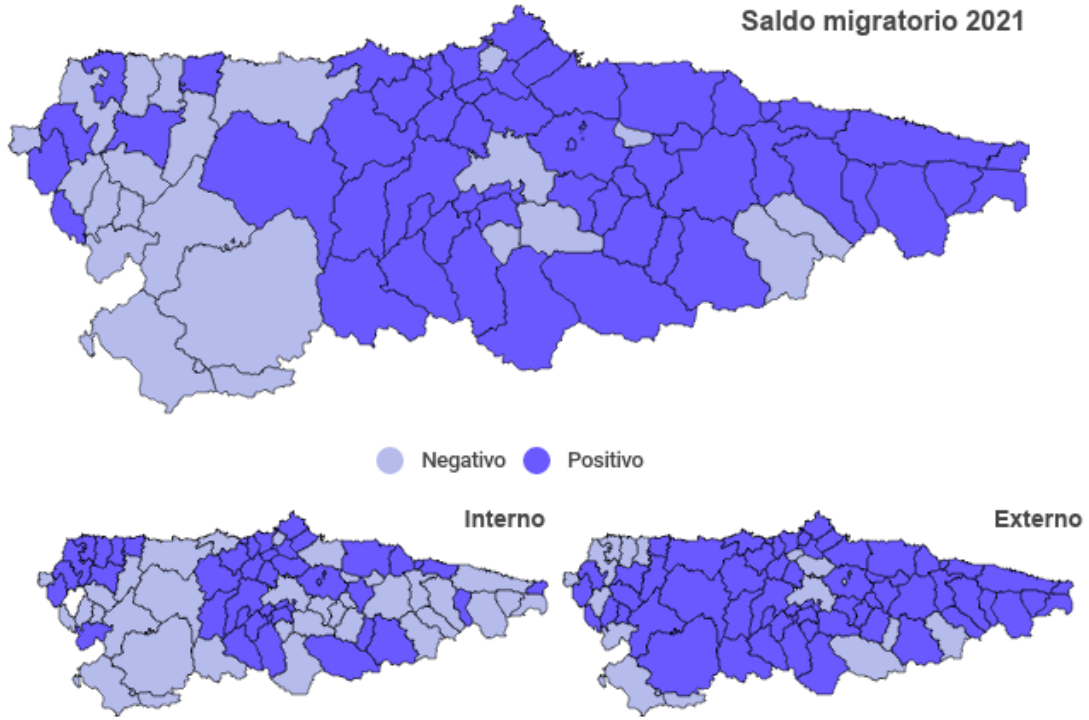 Saldo migratorio 2021
Negativo
Positivo
Interno
Externo